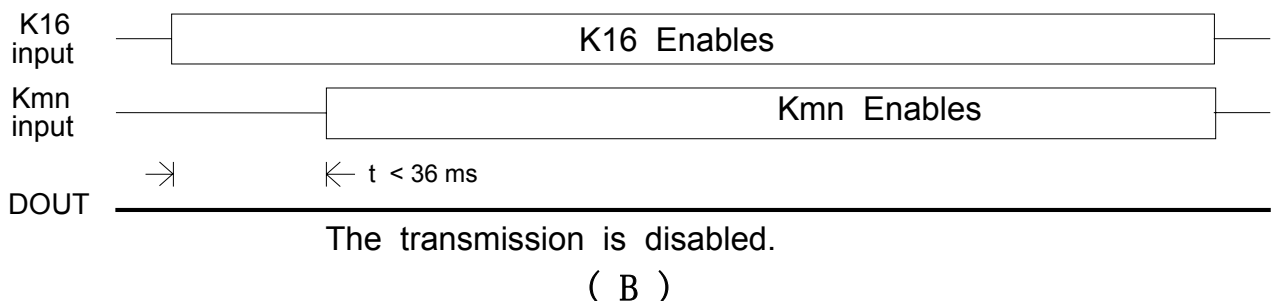 K16
input
K16 Enables
Kmn
input
Kmn Enables
t < 36 ms
DOUT
The transmission is disabled.
( B )